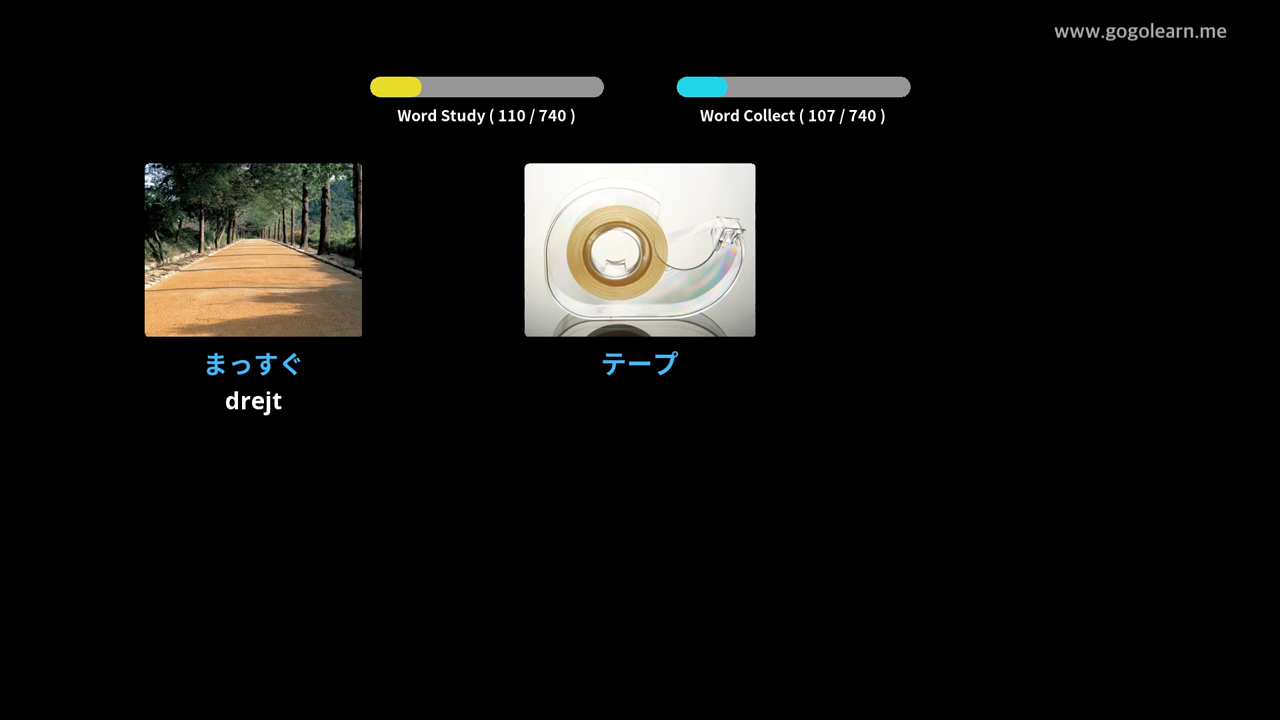 www.gogolearn.me
Word Study ( 110 / 740 )
Word Collect ( 107 / 740 )
まっすぐ
drejt
テープ